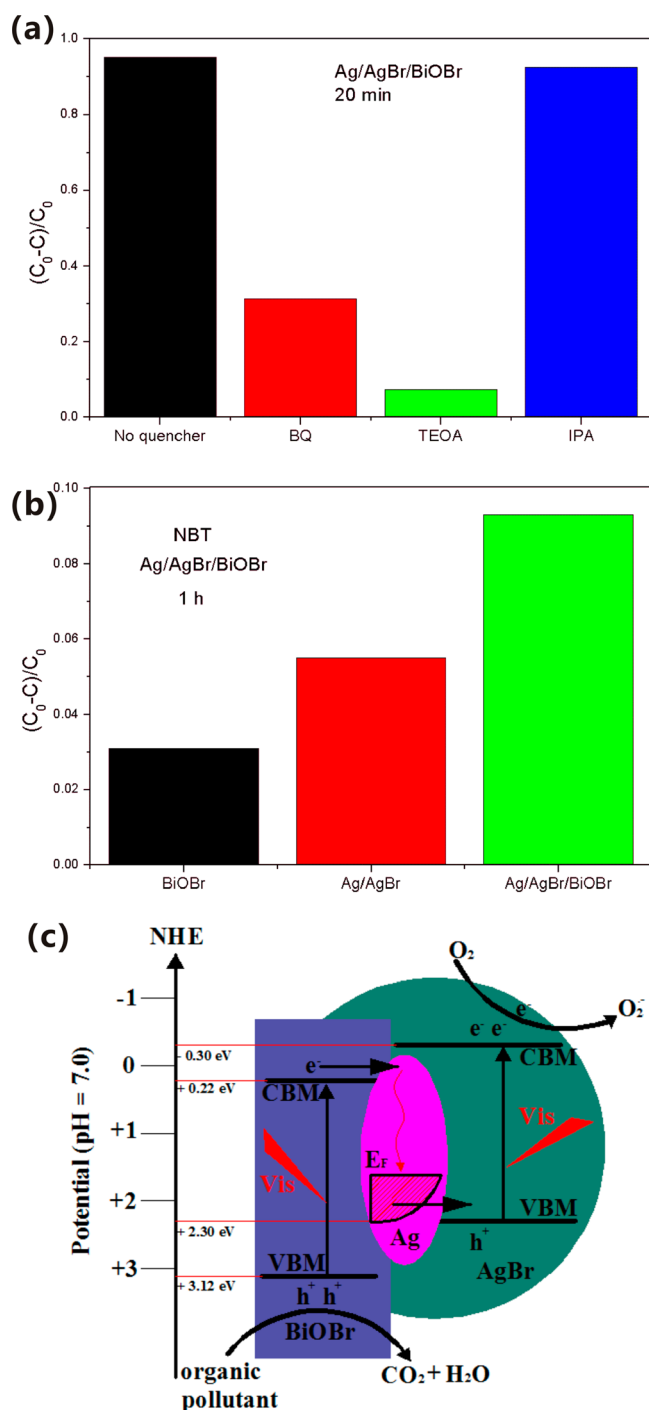 (a)
1.0
0.8
0.6
0.4
0.2
0.0
(C₀-C)/C₀
Ag/AgBr/BiOBr
20 min
No quencher BQ TEOA IPA
(b)
0.10
0.08
0.06
0.04
0.02
0.00
(C₀-C)/C₀
NBT
Ag/AgBr/BiOBr
1 h
BiOBr Ag/AgBr Ag/AgBr/BiOBr
(c)
NHE
Potential (pH = 7.0)
-1
0
+1
+2
+3
- 0.30 eV
+ 0.22 eV
+ 2.30 eV
+ 3.12 eV
O₂
e⁻
O₂⁻
e⁻ e⁻
CBM
e⁻
CBM
Vis
Vis
E_F
Ag
VBM
h⁺
AgBr
VBM
h⁺ h⁺
BiOBr
organic
pollutant
CO₂ + H₂O